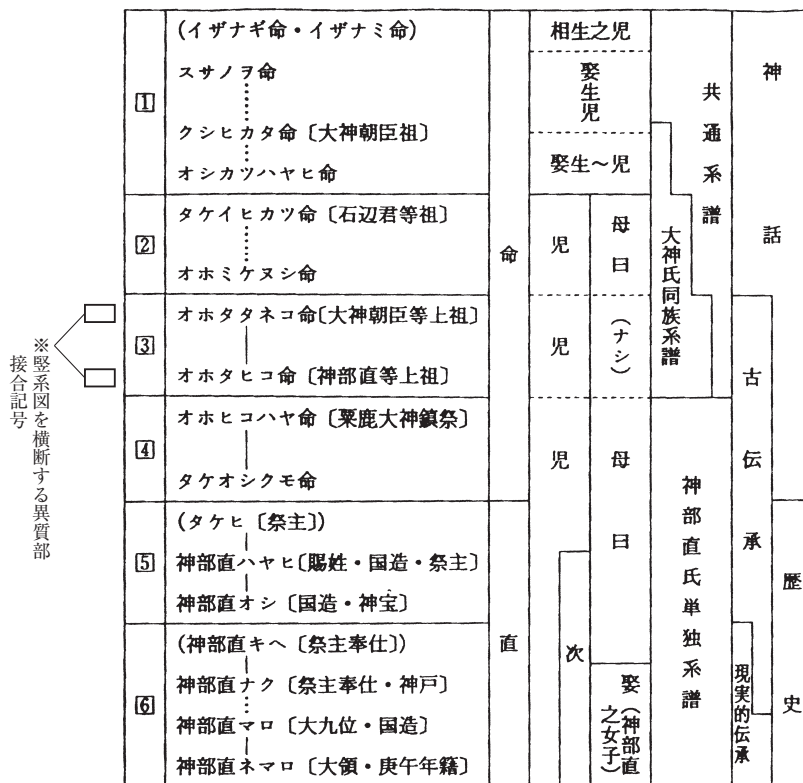 1
(イザナギ命・イザナミ命)
スサノヲ命
クシヒカタ命〔大神朝臣祖〕
オシカツハヤヒ命
2
タケイヒカツ命〔石辺君等祖〕
オホミケヌシ命
3
オホタタネコ命〔大神朝臣等上祖〕
オホタヒコ命〔神部直等上祖〕
4
オホヒコハヤ命〔粟鹿大神鎮祭〕
タケオシクモ命
5
(タケヒ〔祭主〕)
神部直ハヤヒ〔賜姓・国造・祭主〕
神部直オシ〔国造・神宝〕
6
(神部直キヘ〔祭主奉仕〕)
神部直ナク〔祭主奉仕・神戸〕
神部直マロ〔大九位・国造〕
神部直ネマロ〔大領・庚午年籍〕
命
直
相生之児
娶生児
娶生～児
児
児
児
次
母曰
(ナシ)
母曰
娶(神部直
之女子)
共通系譜
大神氏同族系譜
神部直氏単独系譜
神話
古伝承
現実的伝承
歴史
※竪系図を横断する異質部
接合記号